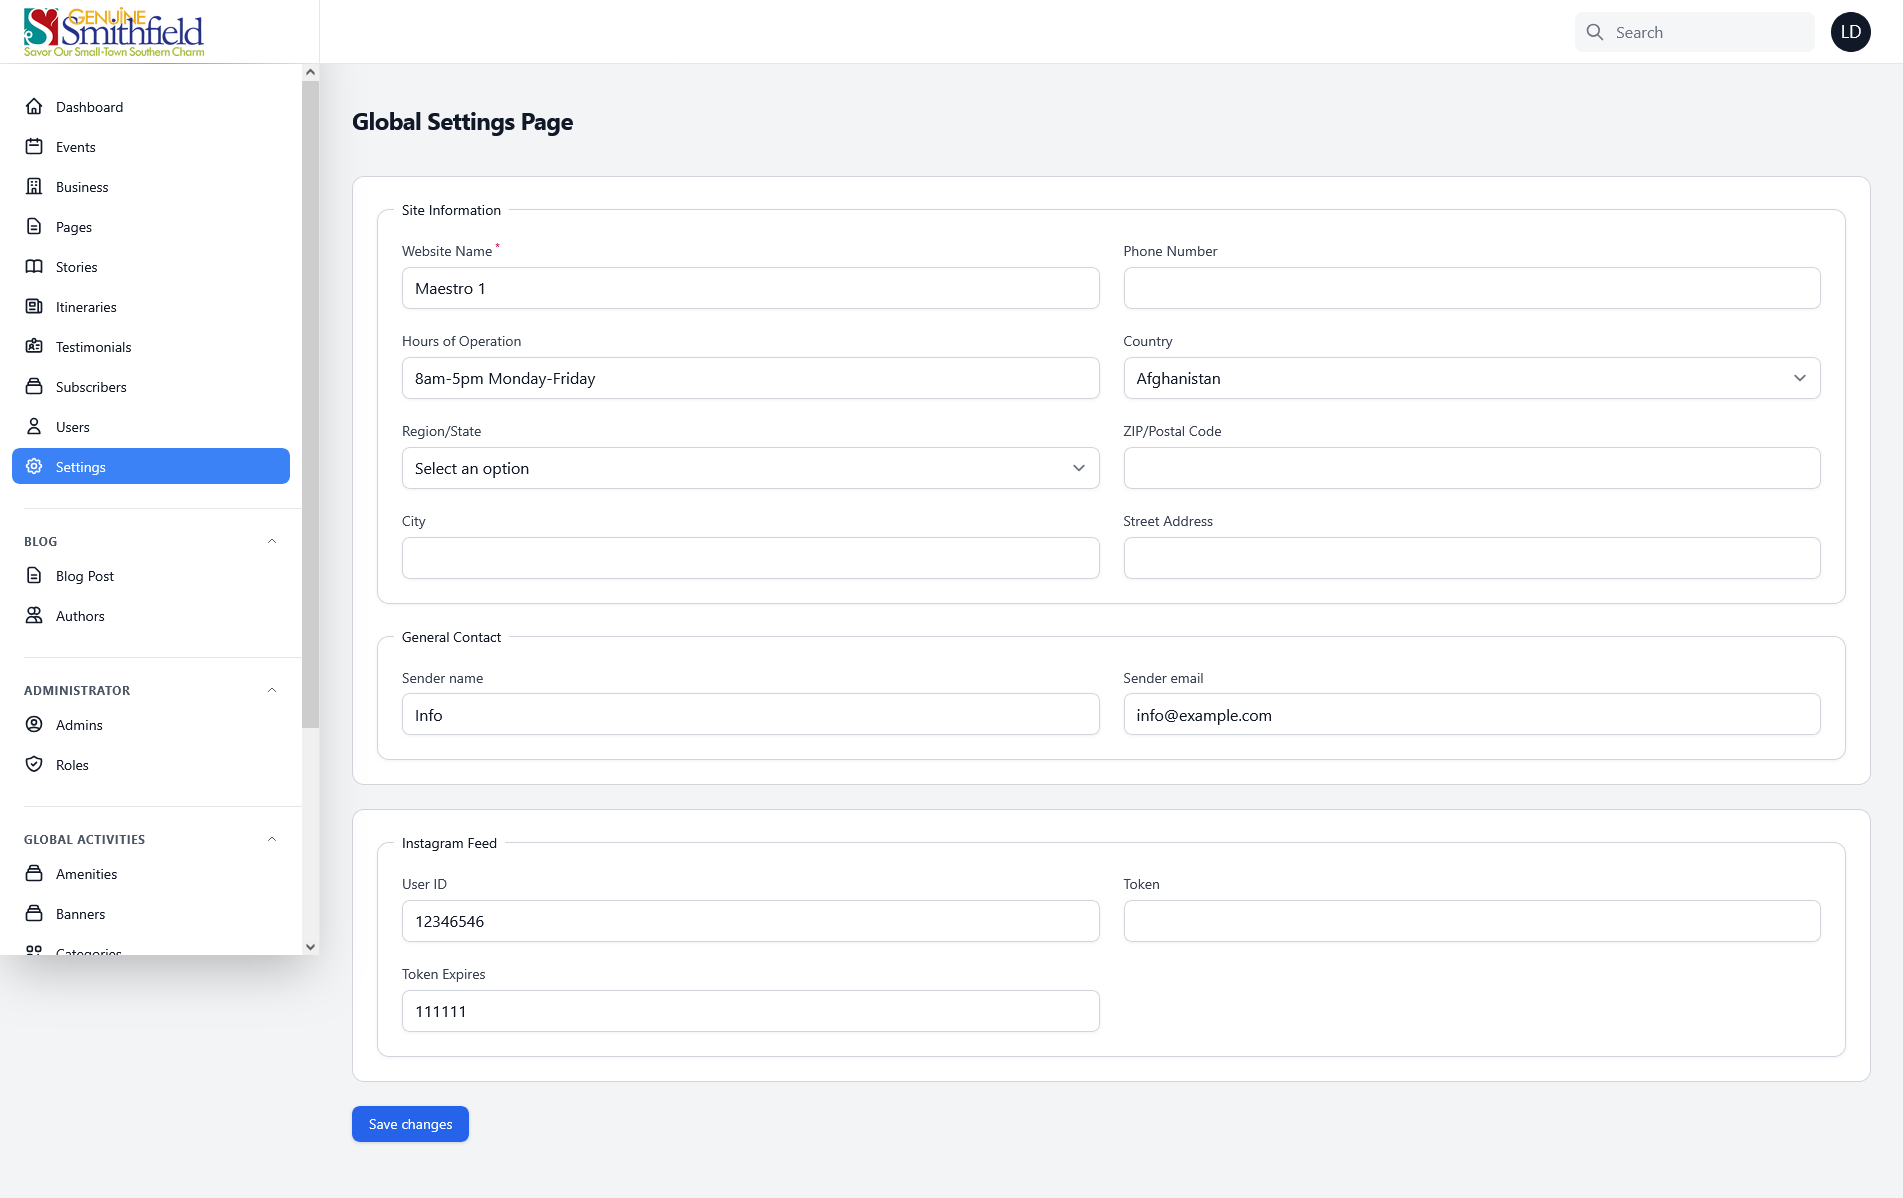 GENUINE
Smithfield
Savor Our Small-Town Southern Charm
Search
LD
Dashboard
Events
Business
Pages
Stories
Itineraries
Testimonials
Subscribers
Users
Settings
BLOG
Blog Post
Authors
ADMINISTRATOR
Admins
Roles
GLOBAL ACTIVITIES
Amenities
Banners
Categories
Global Settings Page
Site Information
Website Name *
Maestro 1
Phone Number
Hours of Operation
8am-5pm Monday-Friday
Country
Afghanistan
Region/State
Select an option
ZIP/Postal Code
City
Street Address
General Contact
Sender name
Info
Sender email
info@example.com
Instagram Feed
User ID
12346546
Token
Token Expires
111111
Save changes